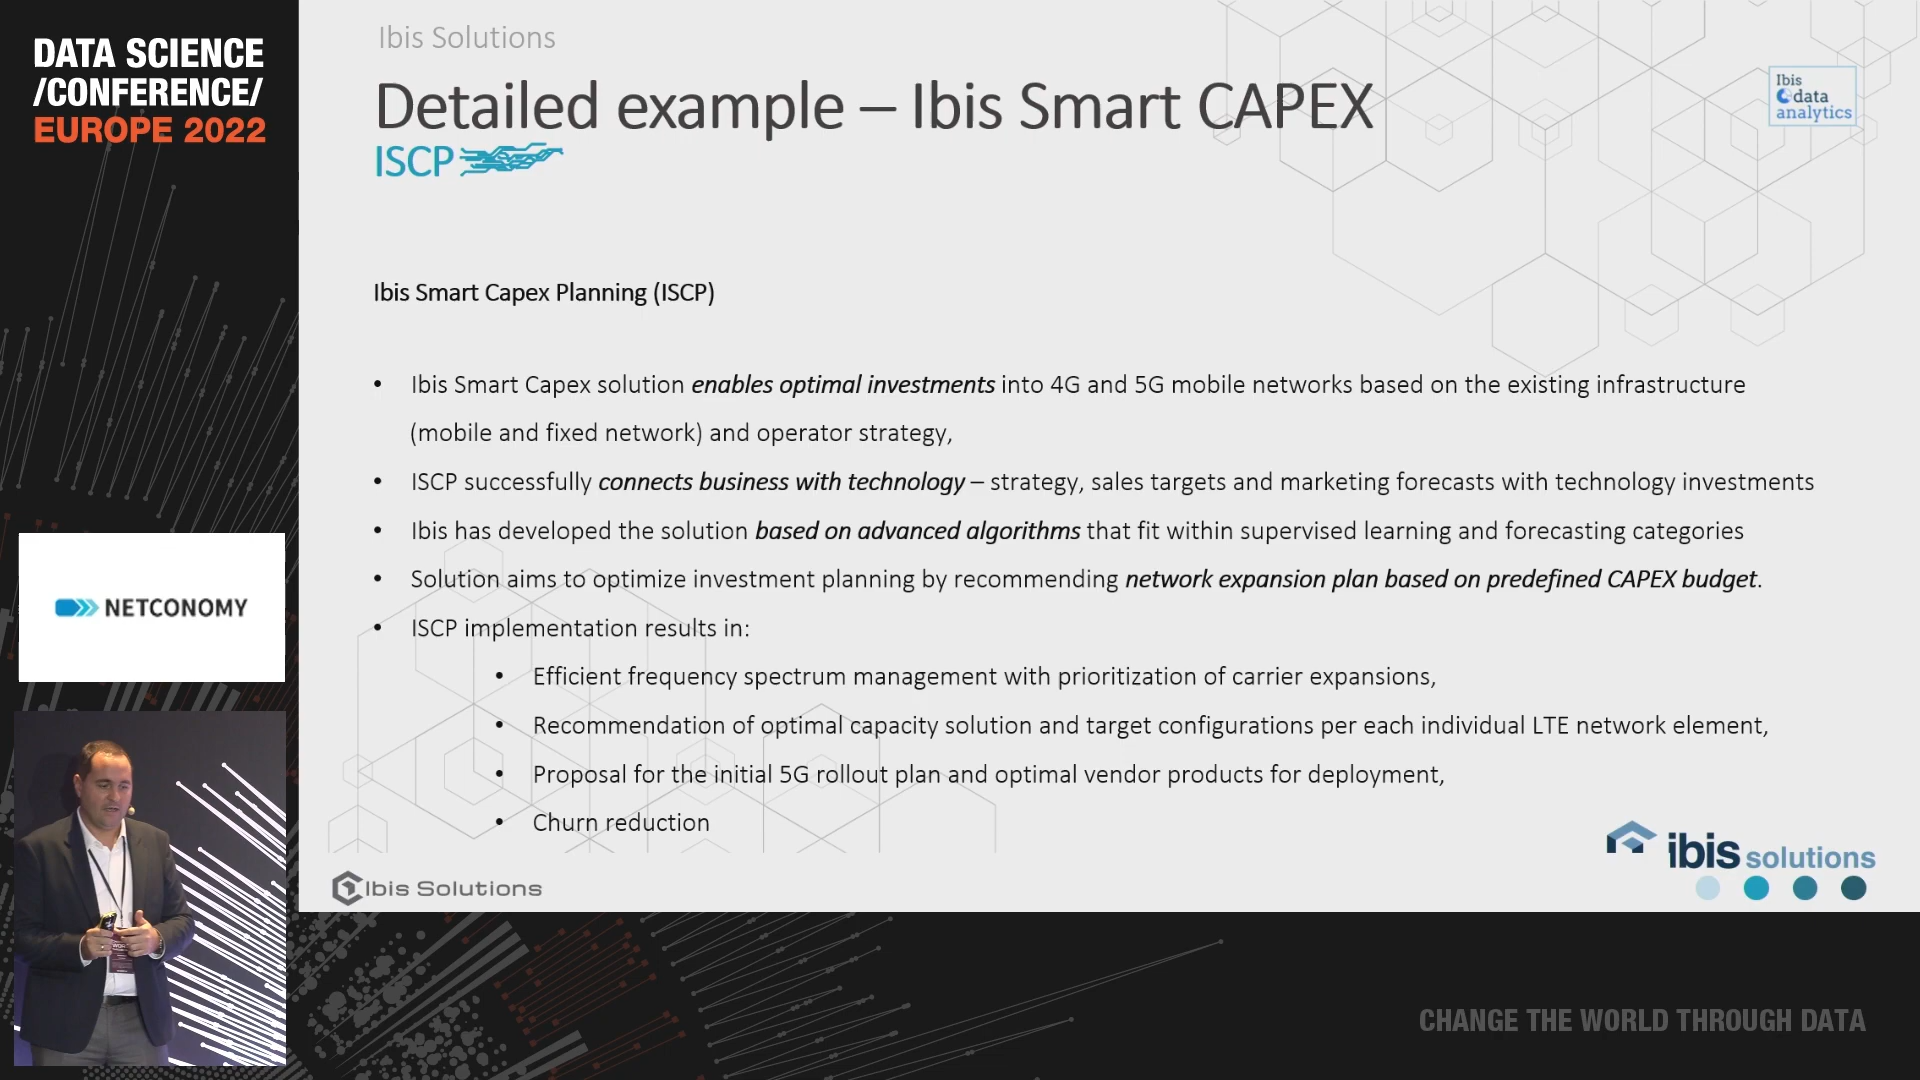 DATA SCIENCE
/CONFERENCE/
EUROPE 2022
Ibis Solutions
Detailed example – Ibis Smart CAPEX
ISCP
Ibis
data
analytics
Ibis Smart Capex Planning (ISCP)
• Ibis Smart Capex solution enables optimal investments into 4G and 5G mobile networks based on the existing infrastructure
(mobile and fixed network) and operator strategy,
• ISCP successfully connects business with technology – strategy, sales targets and marketing forecasts with technology investments
• Ibis has developed the solution based on advanced algorithms that fit within supervised learning and forecasting categories
• Solution aims to optimize investment planning by recommending network expansion plan based on predefined CAPEX budget.
• ISCP implementation results in:
• Efficient frequency spectrum management with prioritization of carrier expansions,
• Recommendation of optimal capacity solution and target configurations per each individual LTE network element,
• Proposal for the initial 5G rollout plan and optimal vendor products for deployment,
• Churn reduction
NETCONOMY
Ibis Solutions
ibis solutions
CHANGE THE WORLD THROUGH DATA